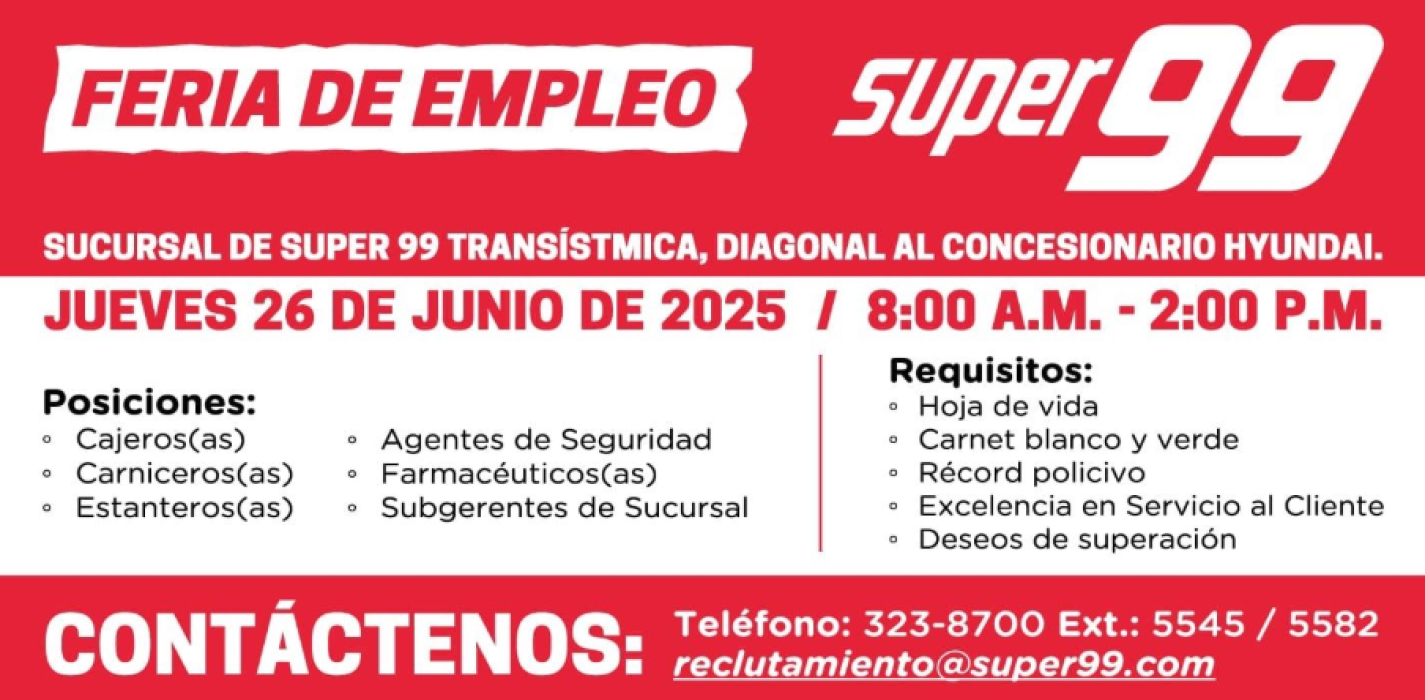 FERIA DE EMPLEO
super99
SUCURSAL DE SUPER 99 TRANSÍSTMICA, DIAGONAL AL CONCESIONARIO HYUNDAI.
JUEVES 26 DE JUNIO DE 2025 / 8:00 A.M. - 2:00 P.M.
Posiciones:
◦ Cajeros(as)
◦ Carniceros(as)
◦ Estanteros(as)
◦ Agentes de Seguridad
◦ Farmacéuticos(as)
◦ Subgerentes de Sucursal
Requisitos:
◦ Hoja de vida
◦ Carnet blanco y verde
◦ Récord policivo
◦ Excelencia en Servicio al Cliente
◦ Deseos de superación
CONTÁCTENOS:
Teléfono: 323-8700 Ext.: 5545 / 5582
reclutamiento@super99.com